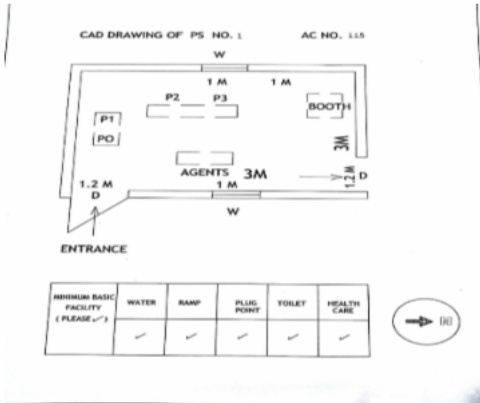 CAD DRAWING OF PS NO. 1 AC NO. 115
W
1 M 1 M
P2 P3
BOOTH
P1
PO
3M
AGENTS 3M
1.2 M 1 M 1.2 M D
D
W
ENTRANCE
MINIMUM BASIC FACILITY ( PLEASE ✓ ) WATER RAMP PLUG POINT TOILET HEALTH CARE
✓ ✓ ✓ ✓ ✓